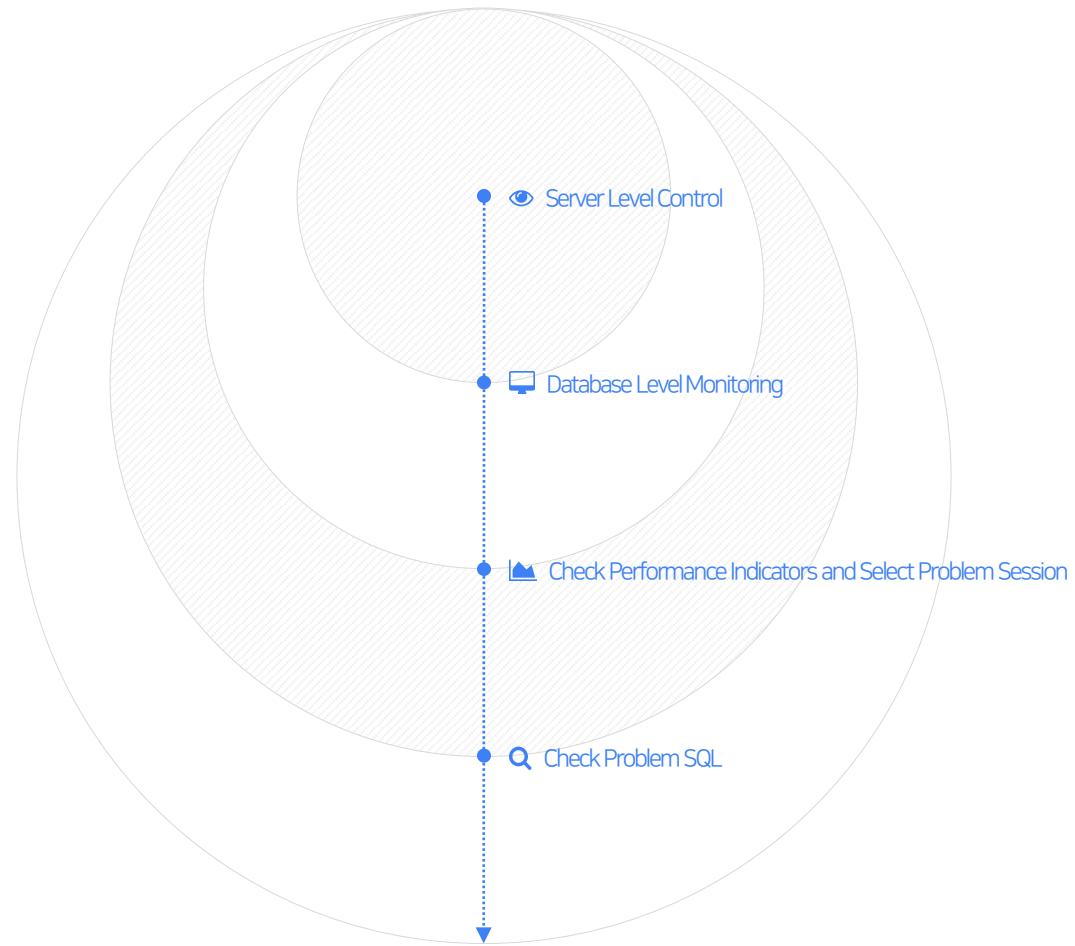 Server Level Control
Database Level Monitoring
Check Performance Indicators and Select Problem Session
Check Problem SQL